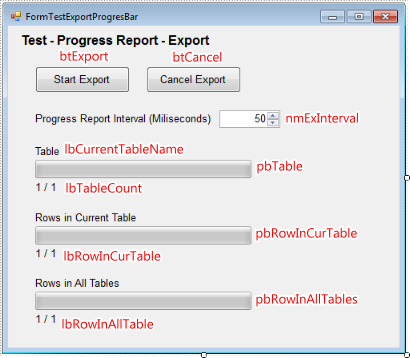 FormTestExportProgresBar
Test - Progress Report - Export
btExport btCancel
Start Export Cancel Export
Progress Report Interval (Miliseconds) 50 nmExInterval
Table lbCurrentTableName
pbTable
1 / 1 lbTableCount
Rows in Current Table
pbRowInCurTable
1 / 1 lbRowInCurTable
Rows in All Tables
pbRowInAllTables
1 / 1 lbRowInAllTable